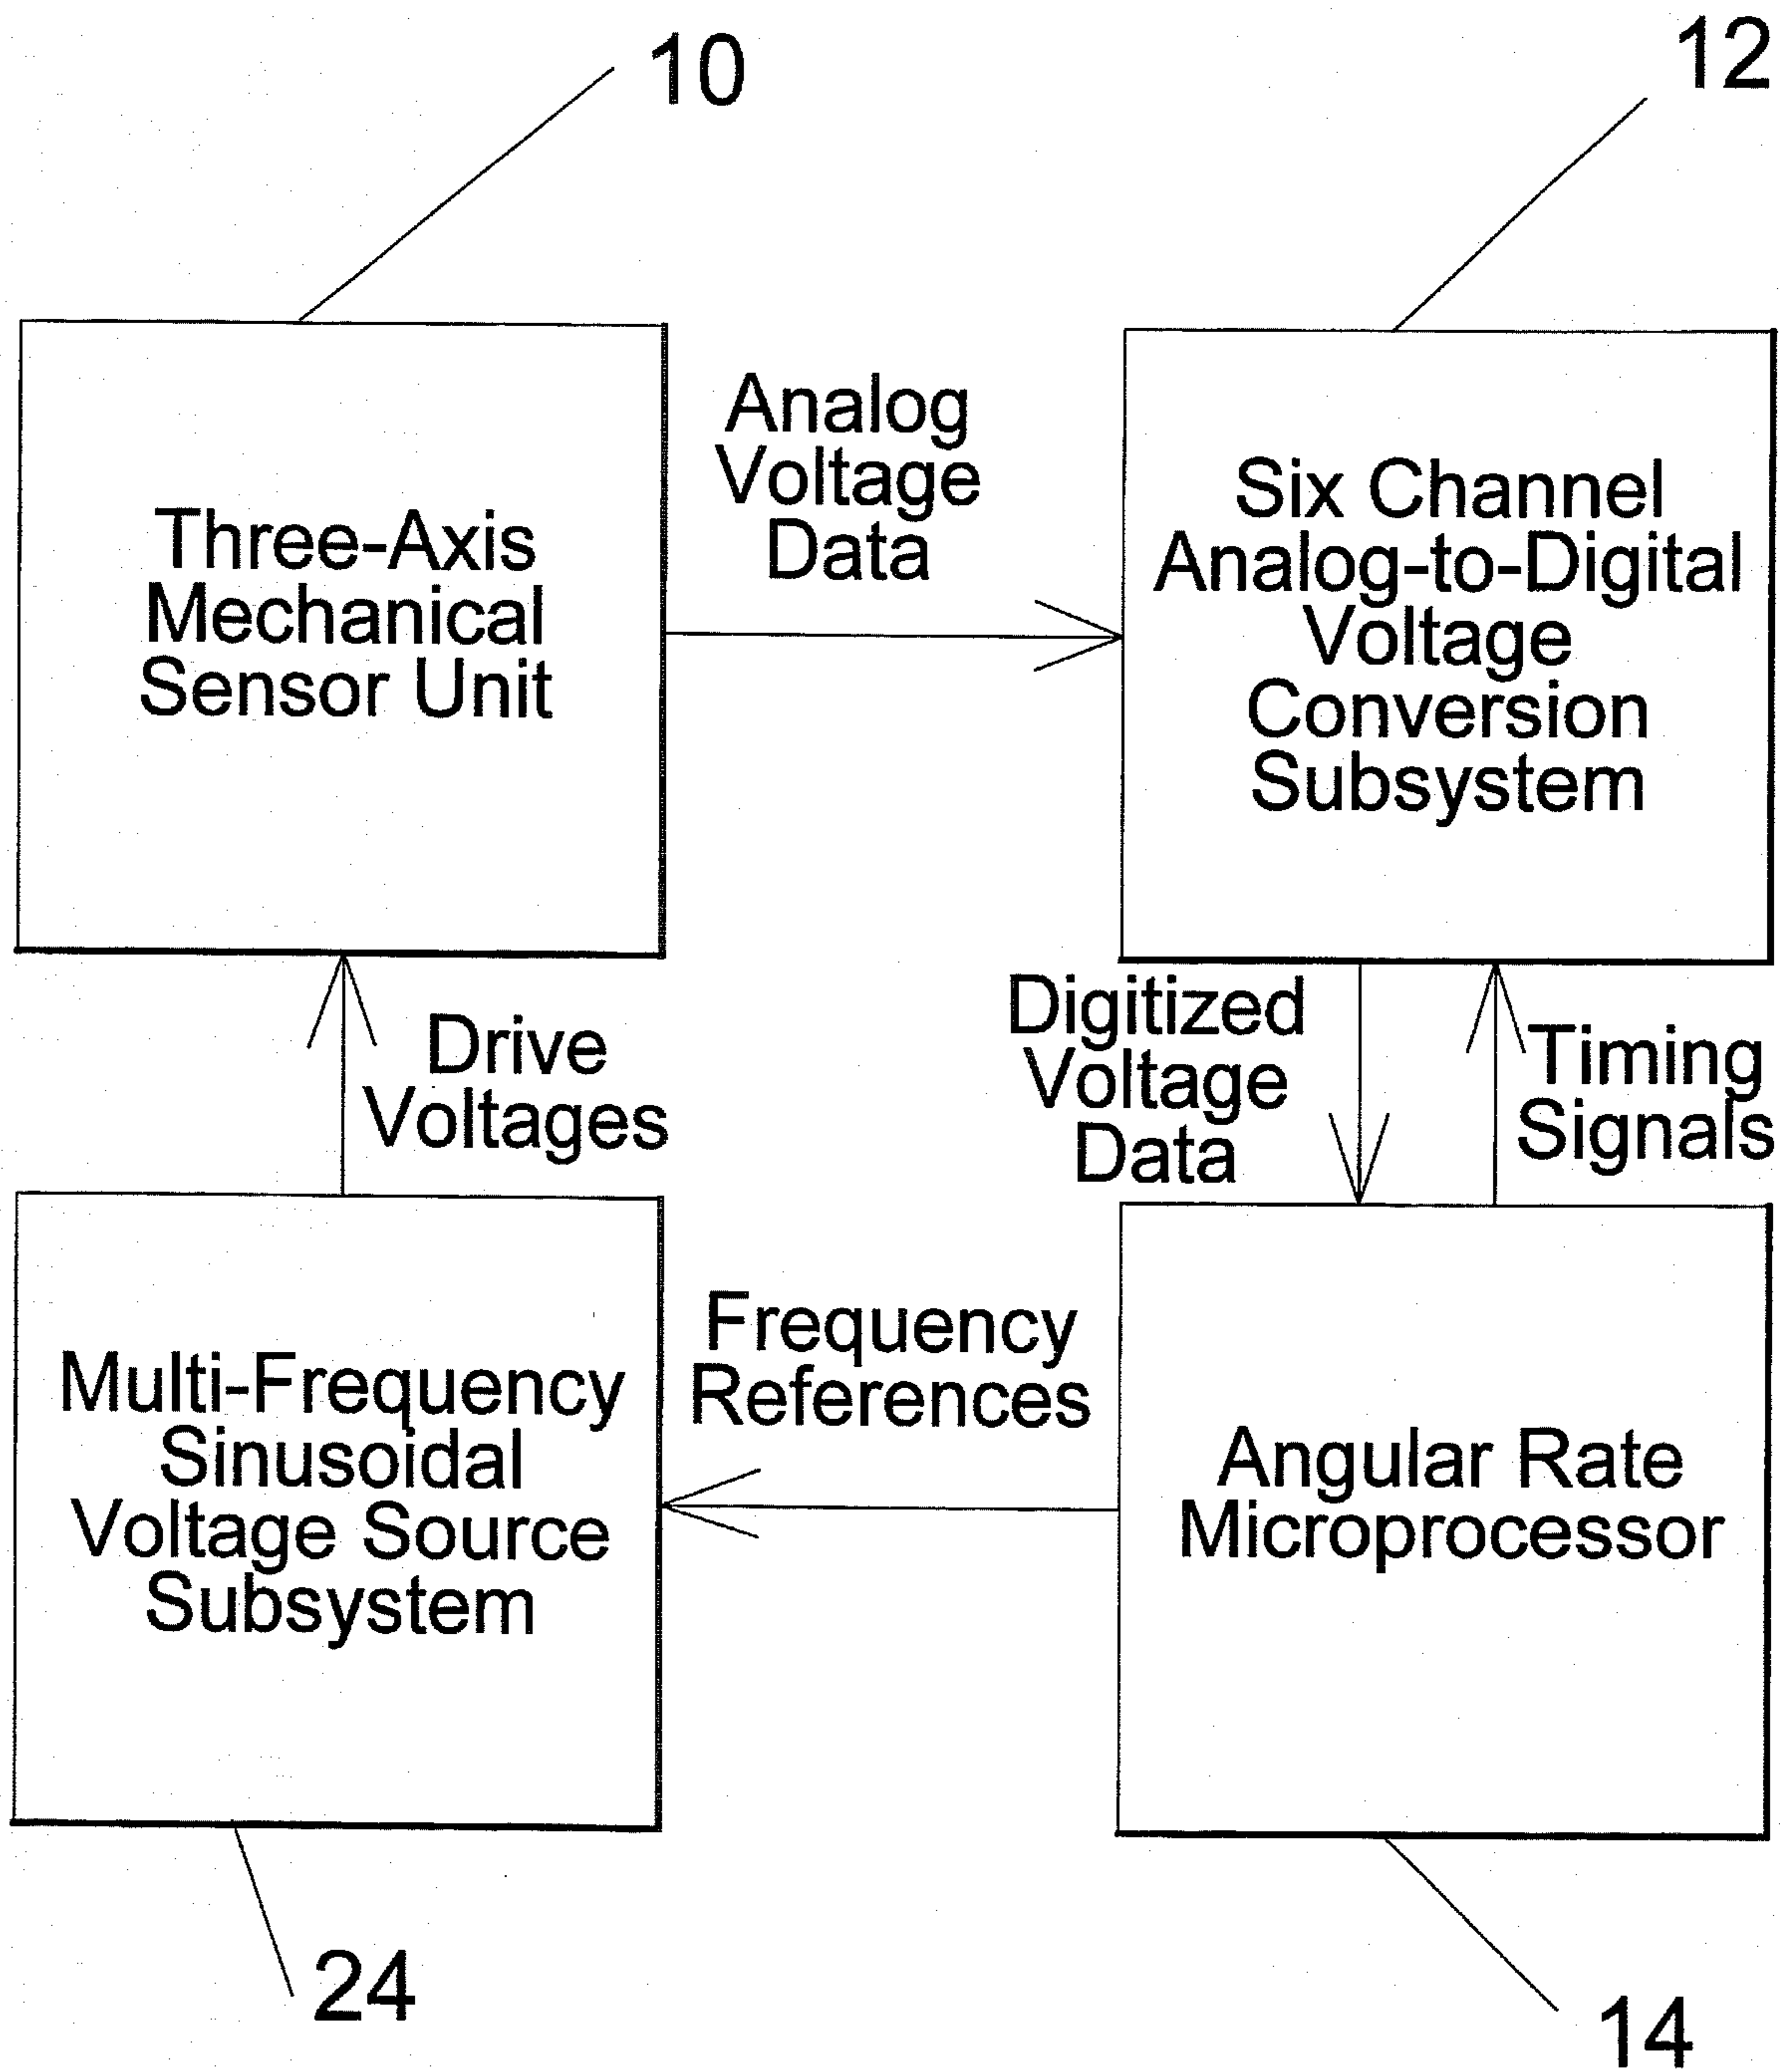 10
12
Three-Axis
Mechanical
Sensor Unit
Analog
Voltage
Data
Six Channel
Analog-to-Digital
Voltage
Conversion
Subsystem
Drive
Voltages
Digitized
Voltage
Data
Timing
Signals
Multi-Frequency
Sinusoidal
Voltage Source
Subsystem
Frequency
References
Angular Rate
Microprocessor
24
14